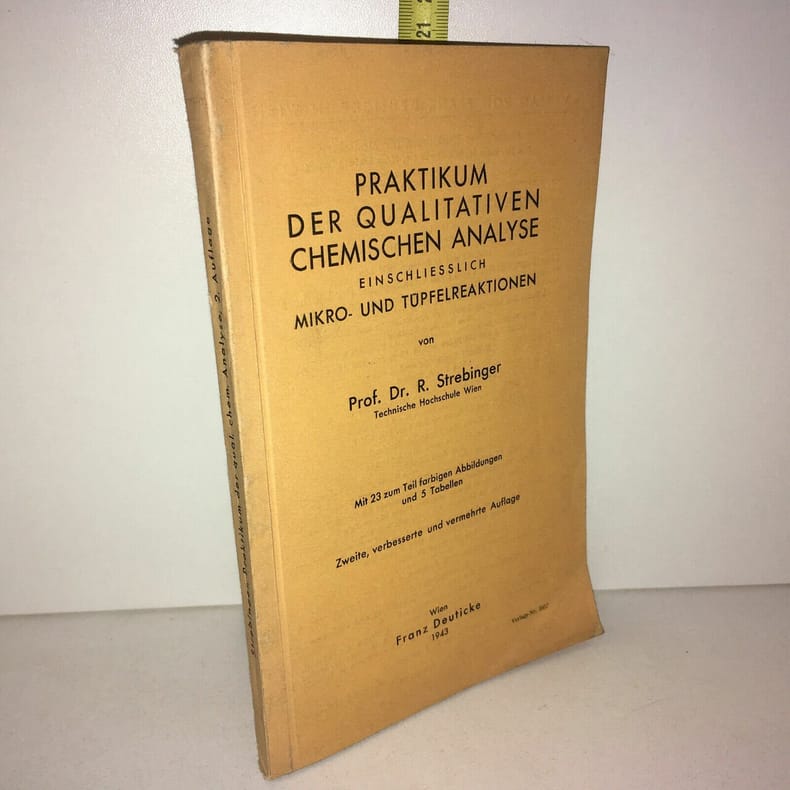 21
PRAKTIKUM
DER QUALITATIVEN
CHEMISCHEN ANALYSE
EINSCHLIESSLICH
MIKRO- UND TÜPFELREAKTIONEN
von
Prof. Dr. R. Strebinger
Technische Hochschule Wien
Mit 23 zum Teil farbigen Abbildungen
und 5 Tabellen
Zweite, verbesserte und vermehrte Auflage
Wien
Franz Deuticke
1943
Verlags-Nr.
Strebinger, Praktikum der qual. chem. Analyse, 2. Auflage